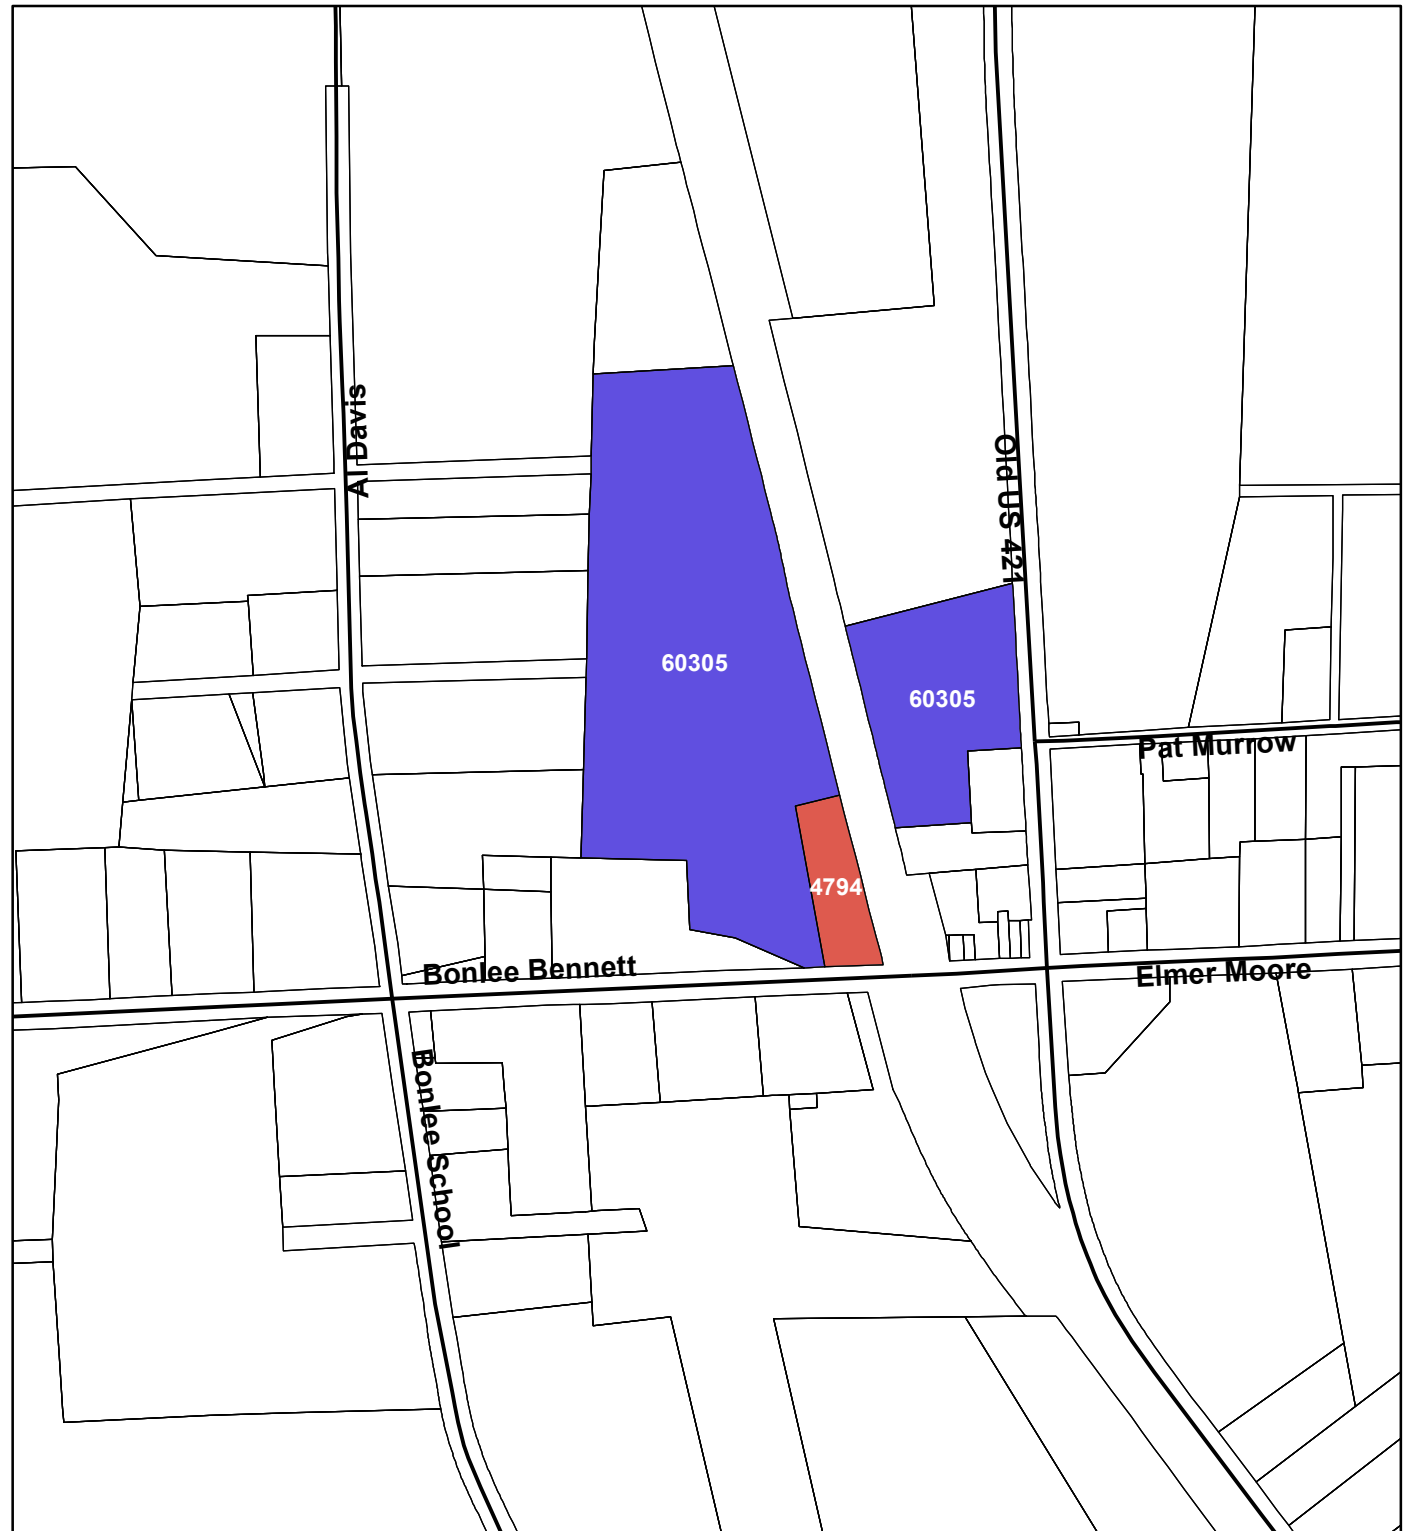 Al Davis
Old US 421
60305
60305
Pat Murrow
4794
Bonlee Bennett
Elmer Moore
Bonlee School